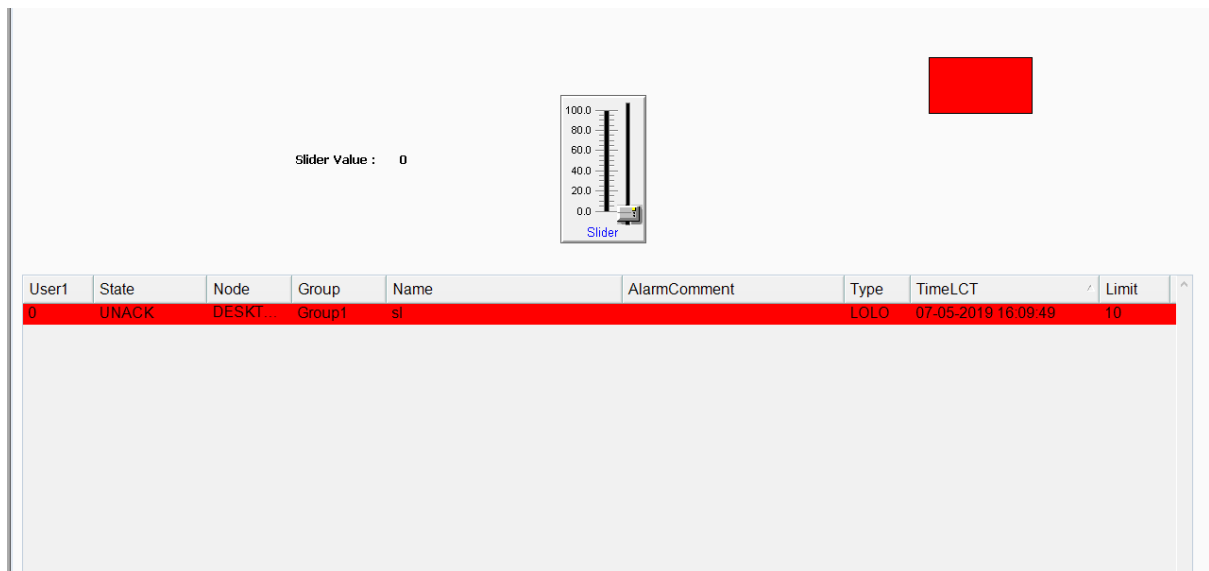 100.0
80.0
60.0
Slider Value : 0
40.0
20.0
0.0
Slider
User1 State Node Group Name AlarmComment Type TimeLCT Limit
0 UNACK DESKT... Group1 sl LOLO 07-05-2019 16:09:49 10